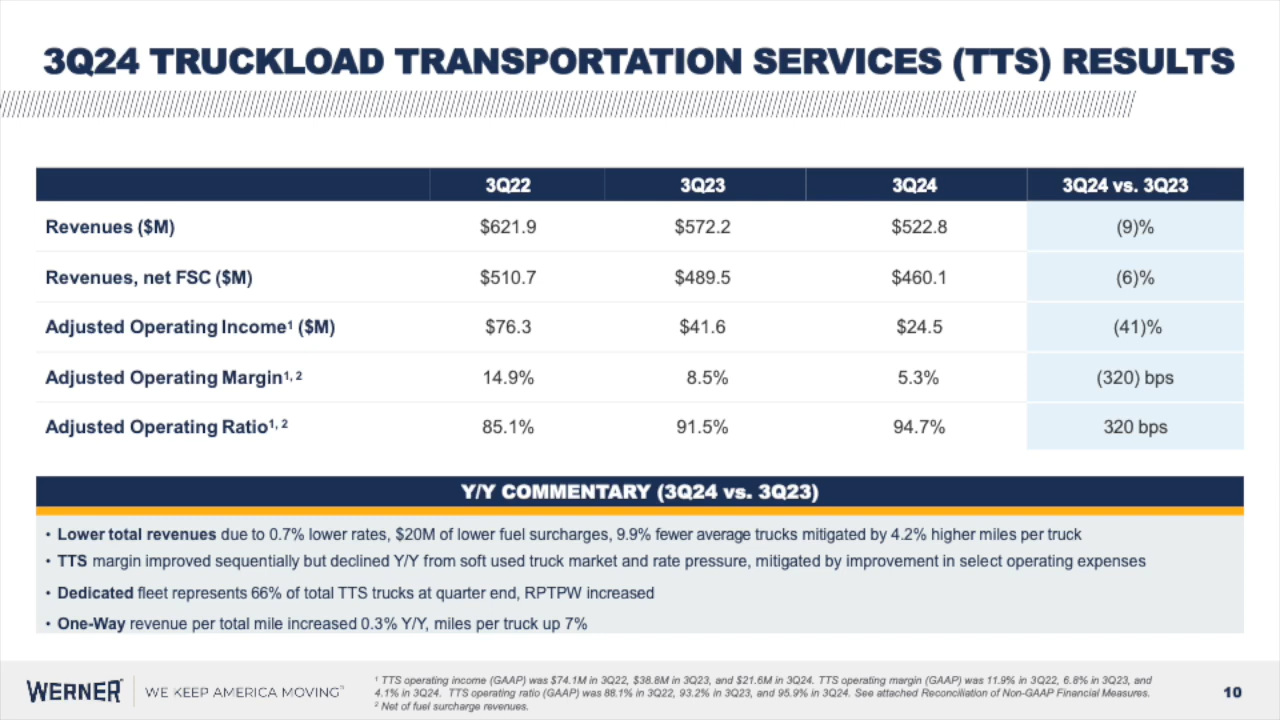 3Q24 TRUCKLOAD TRANSPORTATION SERVICES (TTS) RESULTS
3Q22 3Q23 3Q24 3Q24 vs. 3Q23
Revenues ($M) $621.9 $572.2 $522.8 (9)%
Revenues, net FSC ($M) $510.7 $489.5 $460.1 (6)%
Adjusted Operating Income¹ ($M) $76.3 $41.6 $24.5 (41)%
Adjusted Operating Margin¹, ² 14.9% 8.5% 5.3% (320) bps
Adjusted Operating Ratio¹, ² 85.1% 91.5% 94.7% 320 bps
Y/Y COMMENTARY (3Q24 vs. 3Q23)
• Lower total revenues due to 0.7% lower rates, $20M of lower fuel surcharges, 9.9% fewer average trucks mitigated by 4.2% higher miles per truck
• TTS margin improved sequentially but declined Y/Y from soft used truck market and rate pressure, mitigated by improvement in select operating expenses
• Dedicated fleet represents 66% of total TTS trucks at quarter end, RPTPW increased
• One-Way revenue per total mile increased 0.3% Y/Y, miles per truck up 7%
WERNER® WE KEEP AMERICA MOVING™
¹ TTS operating income (GAAP) was $74.1M in 3Q22, $38.8M in 3Q23, and $21.6M in 3Q24. TTS operating margin (GAAP) was 11.9% in 3Q22, 6.8% in 3Q23, and
4.1% in 3Q24. TTS operating ratio (GAAP) was 88.1% in 3Q22, 93.2% in 3Q23, and 95.9% in 3Q24. See attached Reconciliation of Non-GAAP Financial Measures.
² Net of fuel surcharge revenues.
10